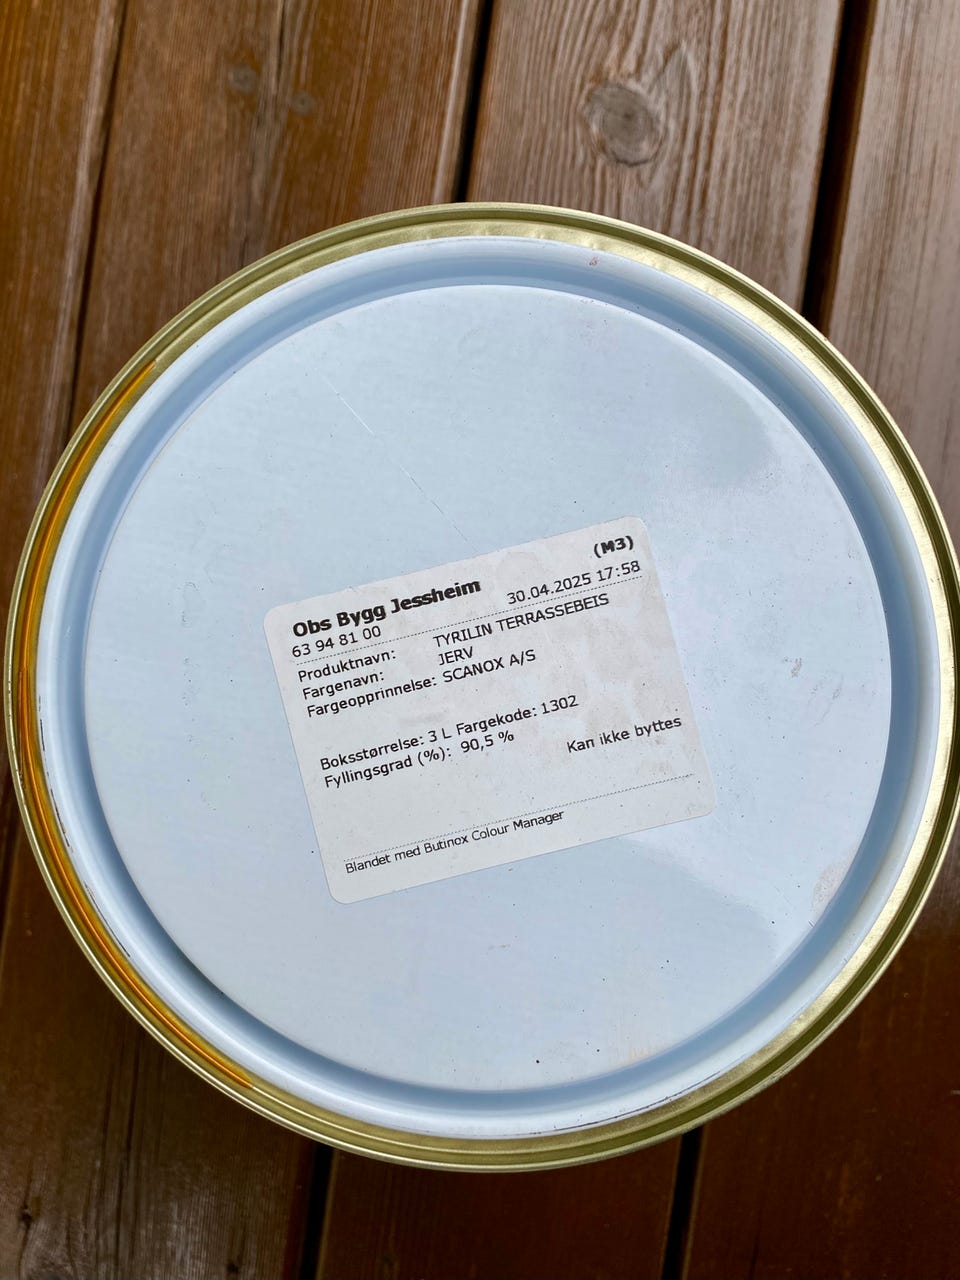 (M3)
Obs Bygg Jessheim
63 94 81 00 30.04.2025 17:58
Produktnavn: TYRILIN TERRASSEBEIS
Fargenavn: JERV
Fargeopprinnelse: SCANOX A/S
Boksstørrelse: 3 L Fargekode: 1302
Fyllingsgrad (%): 90,5 %
Kan ikke byttes
Blandet med Butinox Colour Manager